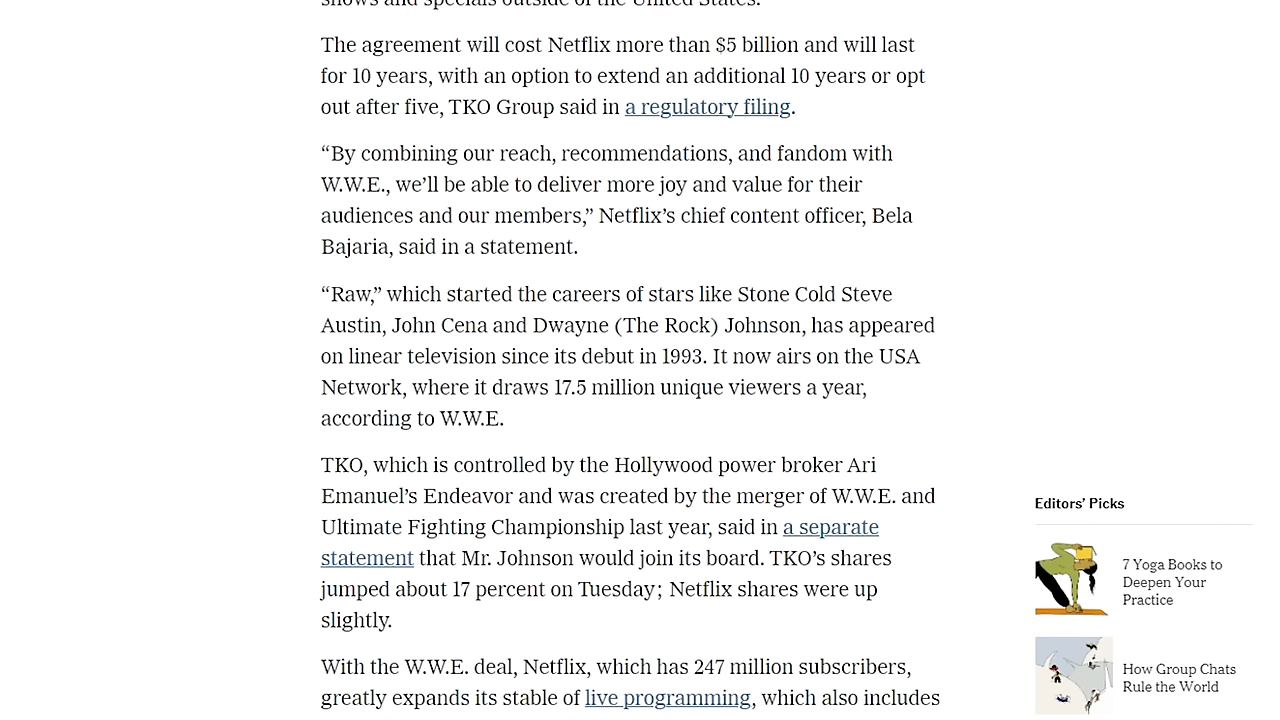 shows and specials outside of the United States.
The agreement will cost Netflix more than $5 billion and will last
for 10 years, with an option to extend an additional 10 years or opt
out after five, TKO Group said in a regulatory filing.
“By combining our reach, recommendations, and fandom with
W.W.E., we’ll be able to deliver more joy and value for their
audiences and our members,” Netflix’s chief content officer, Bela
Bajaria, said in a statement.
“Raw,” which started the careers of stars like Stone Cold Steve
Austin, John Cena and Dwayne (The Rock) Johnson, has appeared
on linear television since its debut in 1993. It now airs on the USA
Network, where it draws 17.5 million unique viewers a year,
according to W.W.E.
TKO, which is controlled by the Hollywood power broker Ari
Emanuel’s Endeavor and was created by the merger of W.W.E. and
Ultimate Fighting Championship last year, said in a separate
statement that Mr. Johnson would join its board. TKO’s shares
jumped about 17 percent on Tuesday; Netflix shares were up
slightly.
With the W.W.E. deal, Netflix, which has 247 million subscribers,
greatly expands its stable of live programming, which also includes
Editors’ Picks
7 Yoga Books to
Deepen Your
Practice
How Group Chats
Rule the World